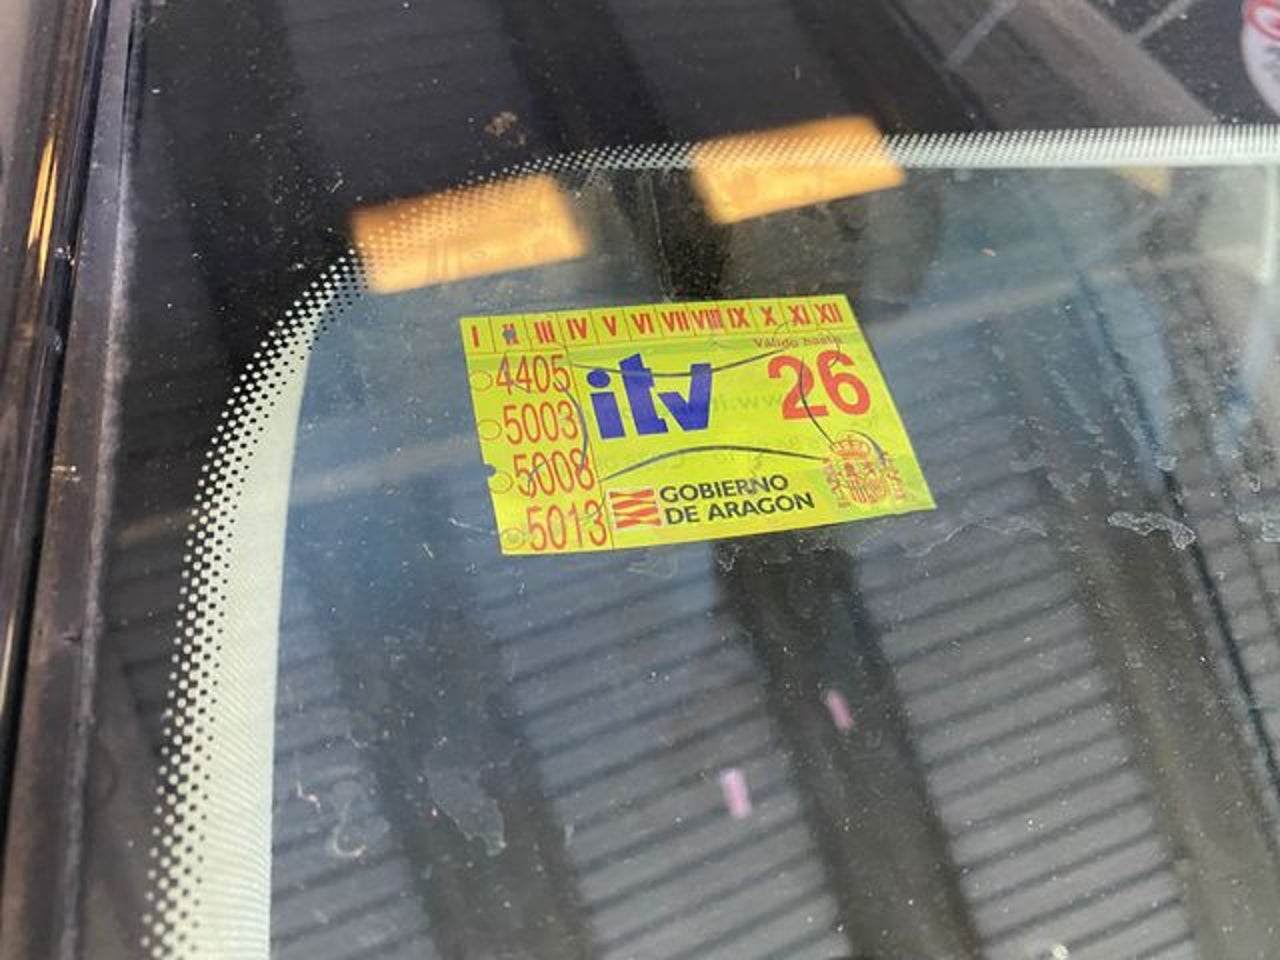 I II III IV V VI VII VIII IX X XI XII
Válido hasta
4405
5003
5008
5013
itv
26
GOBIERNO
DE ARAGON